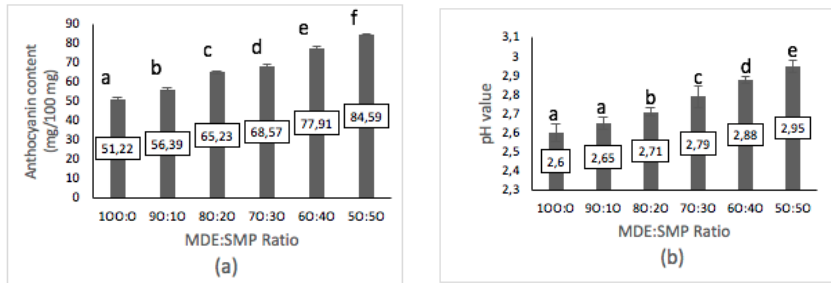 Anthocyanin content
(mg/100 mg)
90
80
70
60
50
40
30
20
10
0
a
b
c
d
e
f
51,22
56,39
65,23
68,57
77,91
84,59
100:0
90:10
80:20
70:30
60:40
50:50
MDE:SMP Ratio
(a)
pH value
3,1
3
2,9
2,8
2,7
2,6
2,5
2,4
2,3
a
a
b
c
d
e
2,6
2,65
2,71
2,79
2,88
2,95
100:0
90:10
80:20
70:30
60:40
50:50
MDE:SMP Ratio
(b)